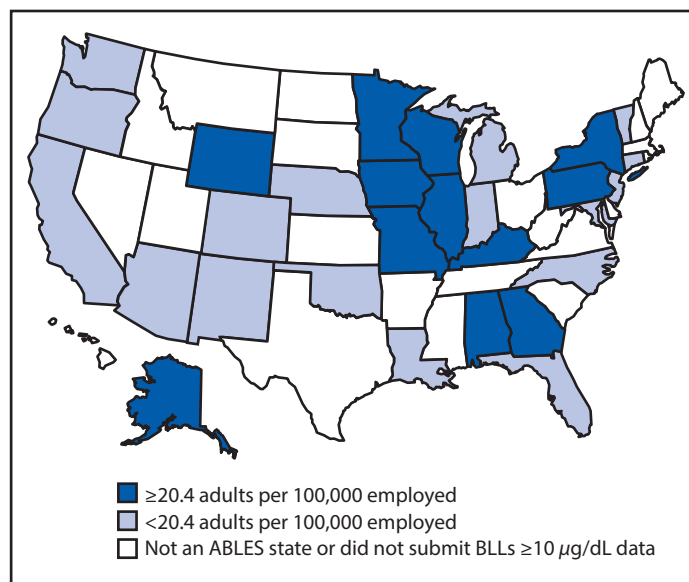 ≥20.4 adults per 100,000 employed
<20.4 adults per 100,000 employed
Not an ABLES state or did not submit BLLs ≥10 µg/dL data